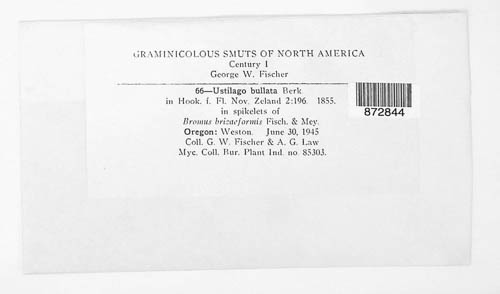 GRAMINICOLOUS SMUTS OF NORTH AMERICA
Century I
George W. Fischer
66—Ustilago bullata Berk
in Hook. f. Fl. Nov. Zeland 2:196. 1855.
in spikelets of
Bromus brizaeformis Fisch. & Mey.
Oregon: Weston. June 30, 1945
Coll. G. W. Fischer & A. G. Law
Myc. Coll. Bur. Plant Ind. no. 85303.
872844